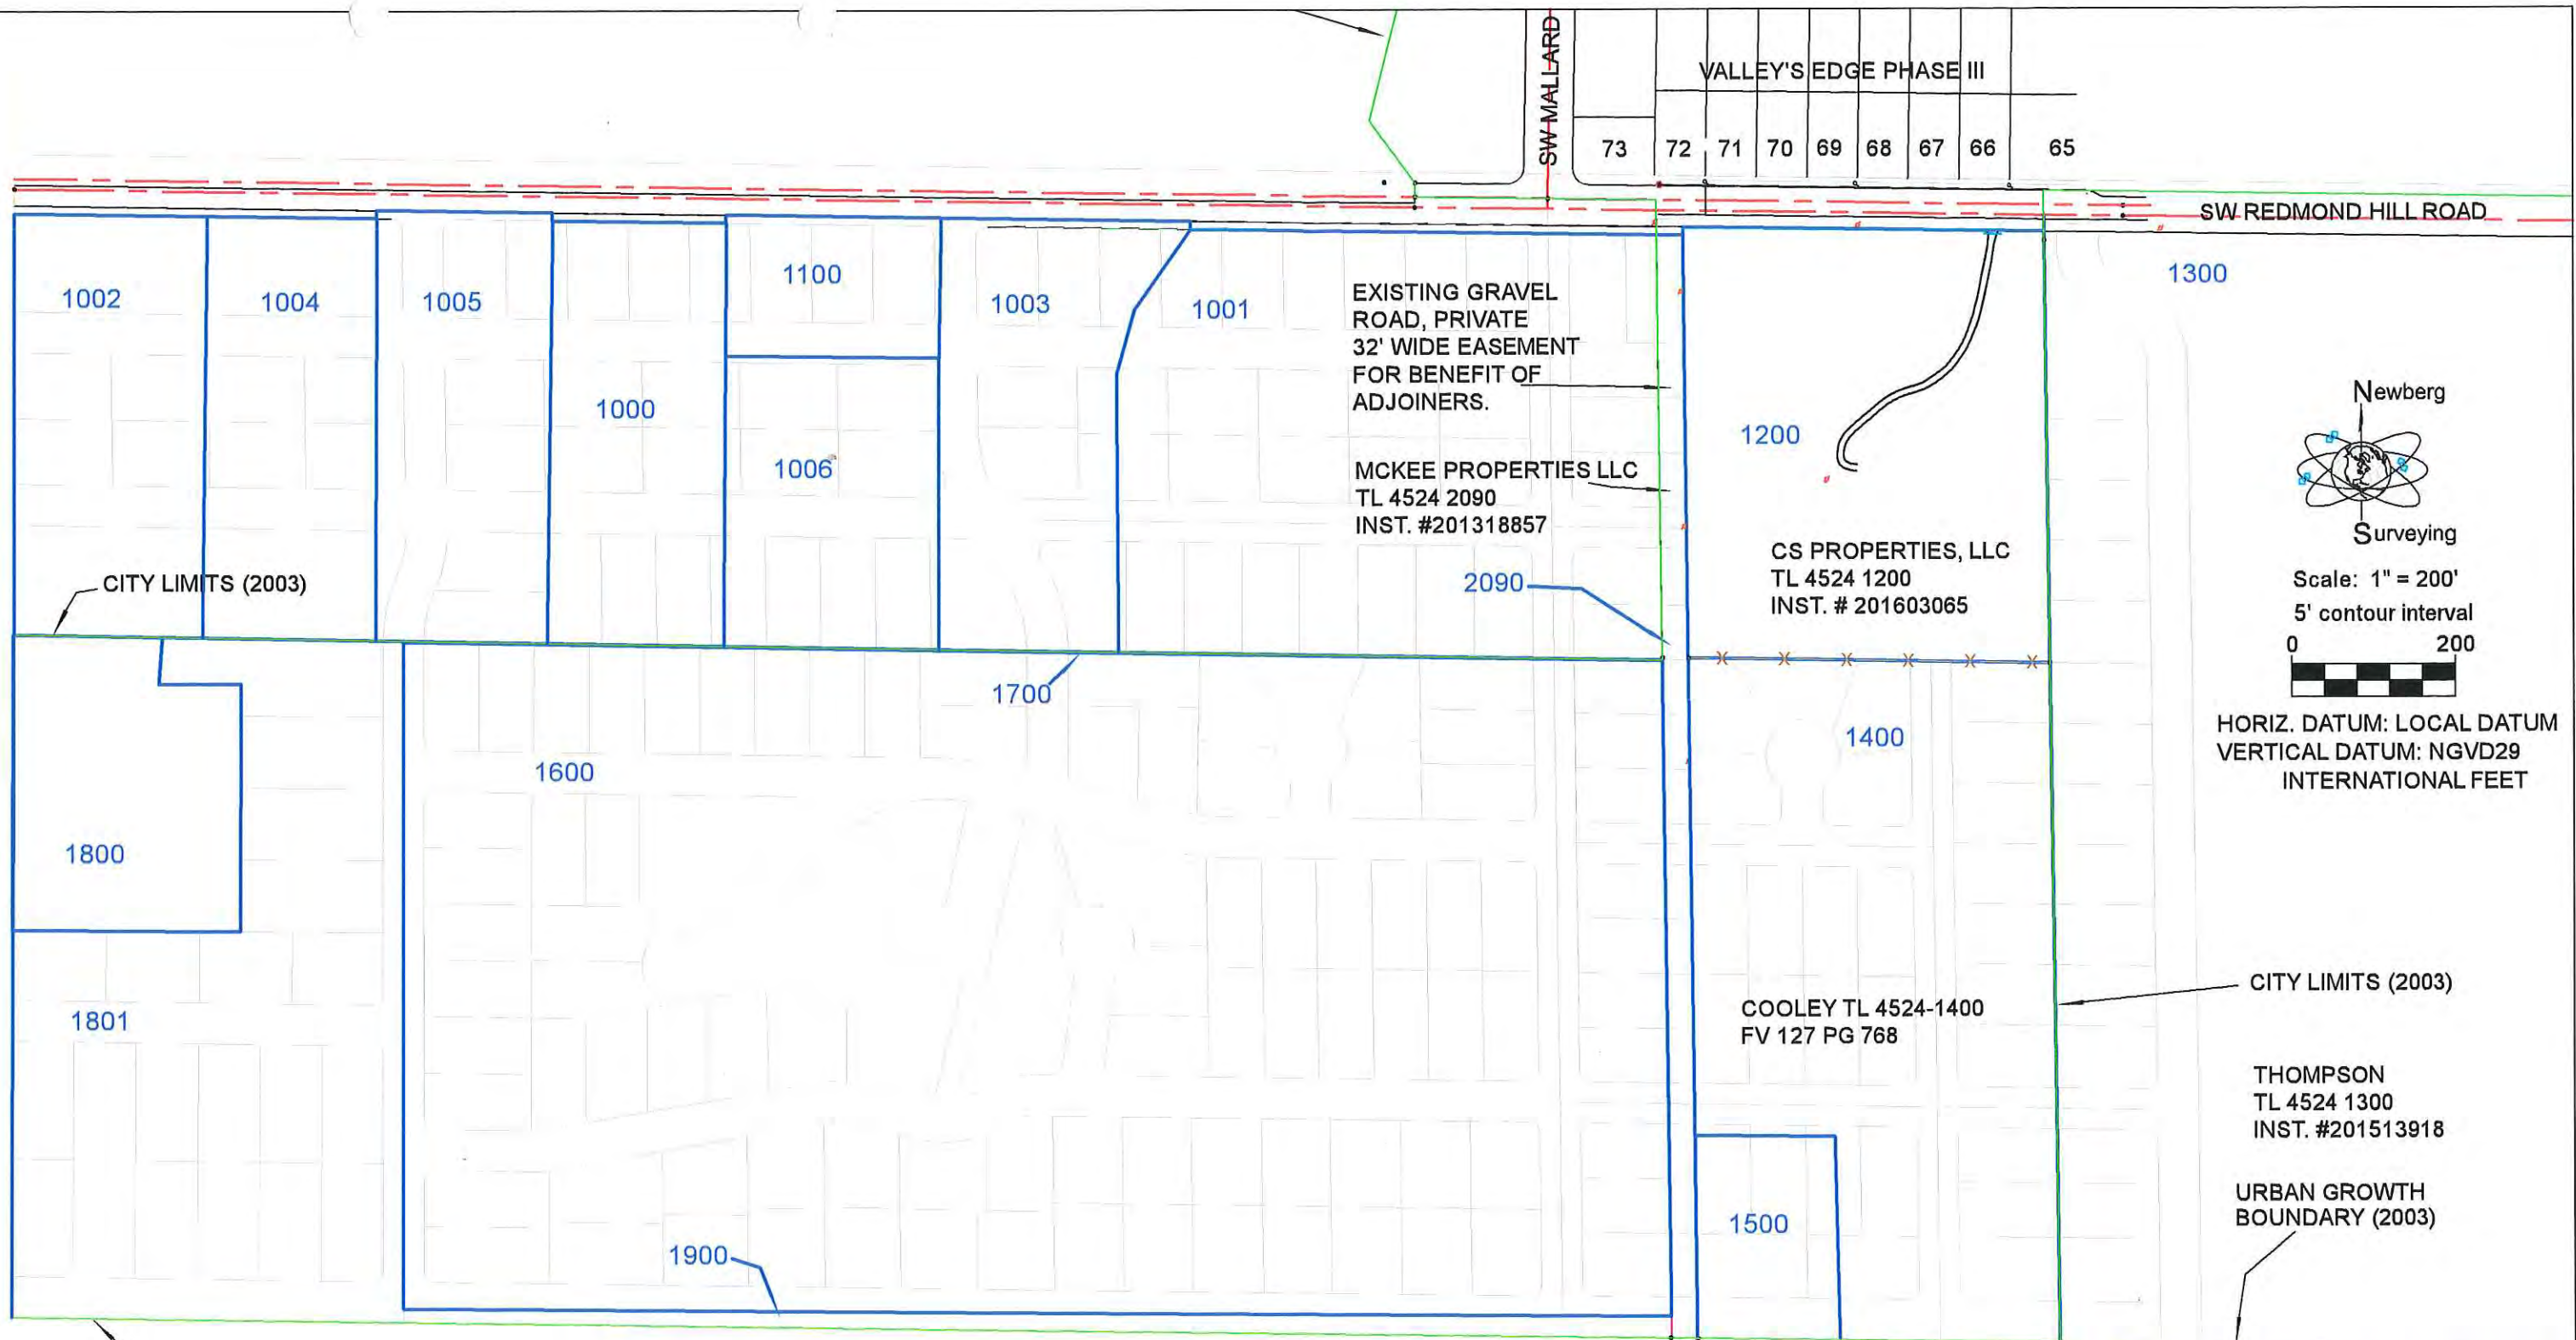 SW MALLARD
VALLEY'S EDGE PHASE III
73 72 71 70 69 68 67 66 65
SW REDMOND HILL ROAD
1002
1004
1005
1000
1100
1006
1003
1001
EXISTING GRAVEL
ROAD, PRIVATE
32' WIDE EASEMENT
FOR BENEFIT OF
ADJOINERS.
MCKEE PROPERTIES LLC
TL 4524 2090
INST. #201318857
2090
1200
CS PROPERTIES, LLC
TL 4524 1200
INST. # 201603065
1300
Newberg
Surveying
Scale: 1" = 200'
5' contour interval
0 200
HORIZ. DATUM: LOCAL DATUM
VERTICAL DATUM: NGVD29
INTERNATIONAL FEET
CITY LIMITS (2003)
1700
1600
1400
1800
1801
COOLEY TL 4524-1400
FV 127 PG 768
CITY LIMITS (2003)
THOMPSON
TL 4524 1300
INST. #201513918
URBAN GROWTH
BOUNDARY (2003)
1500
1900